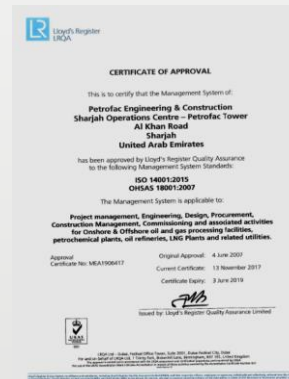 LR
Lloyd's Register
LRQA
CERTIFICATE OF APPROVAL
This is to certify that the Management System of:
Petrofac Engineering & Construction
Sharjah Operations Centre – Petrofac Tower
Al Khan Road
Sharjah
United Arab Emirates
has been approved by Lloyd's Register Quality Assurance
to the following Management System Standards:
ISO 14001:2015
OHSAS 18001:2007
The Management System is applicable to:
Project management, Engineering, Design, Procurement,
Construction Management, Commissioning and associated activities
for Onshore & Offshore oil and gas processing facilities,
petrochemical plants, oil refineries, LNG Plants and related utilities.
Approval
Certificate No: MEA1906417
Original Approval: 4 June 2007
Current Certificate: 13 November 2017
Certificate Expiry: 3 June 2019
Issued by: Lloyd's Register Quality Assurance Limited
UKAS